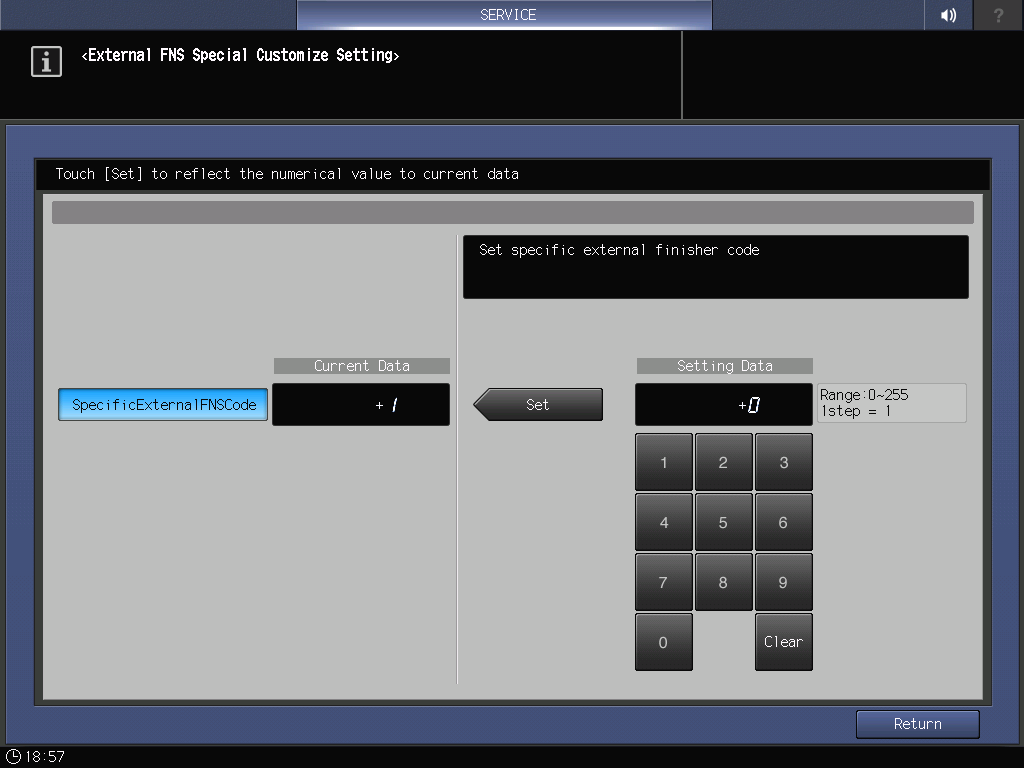 SERVICE
?
i
<External FNS Special Customize Setting>
Touch [Set] to reflect the numerical value to current data
Set specific external finisher code
Current Data
Setting Data
SpecificExternalFNSCode
+ 1
Set
+0
Range:0~255
1step = 1
1 2 3
4 5 6
7 8 9
0 Clear
Return
18:57